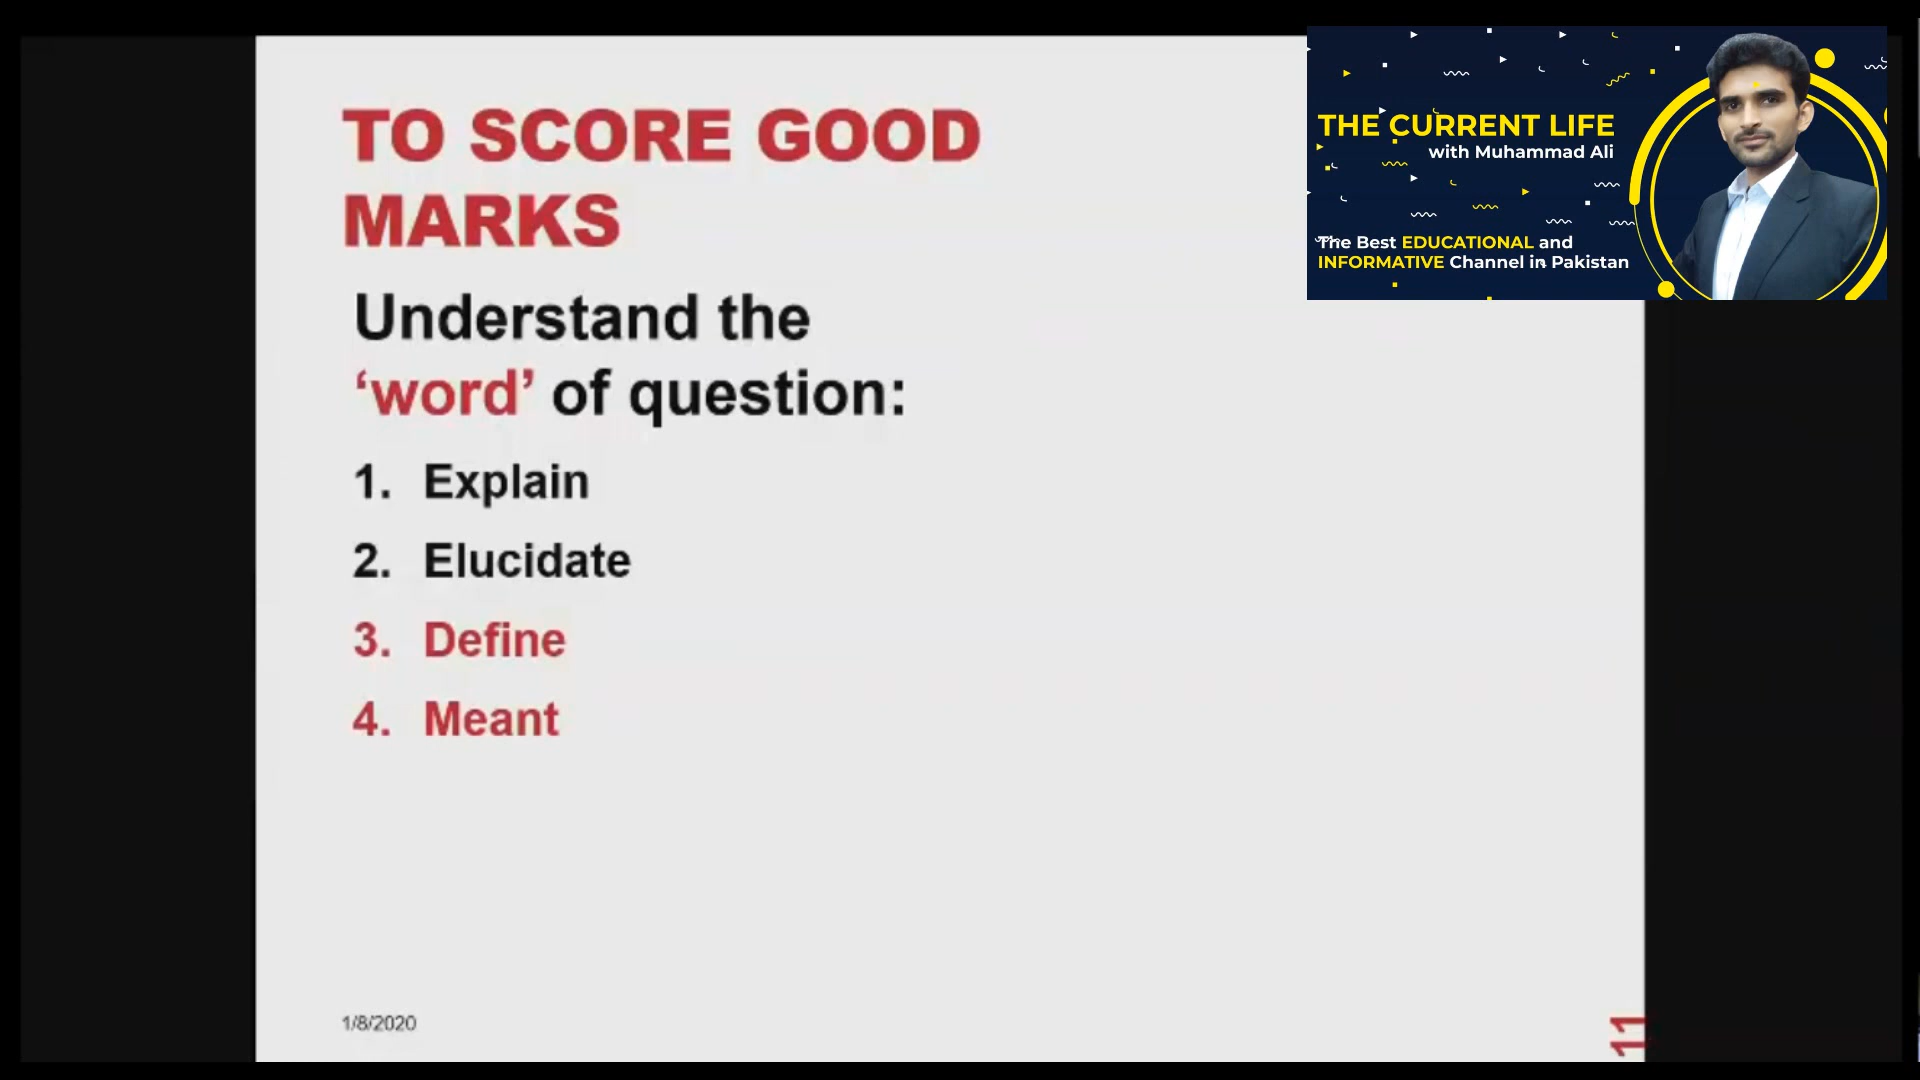 TO SCORE GOOD
MARKS
Understand the
‘word’ of question:
1. Explain
2. Elucidate
3. Define
4. Meant
1/8/2020
11
THE CURRENT LIFE
with Muhammad Ali
The Best EDUCATIONAL and
INFORMATIVE Channel in Pakistan